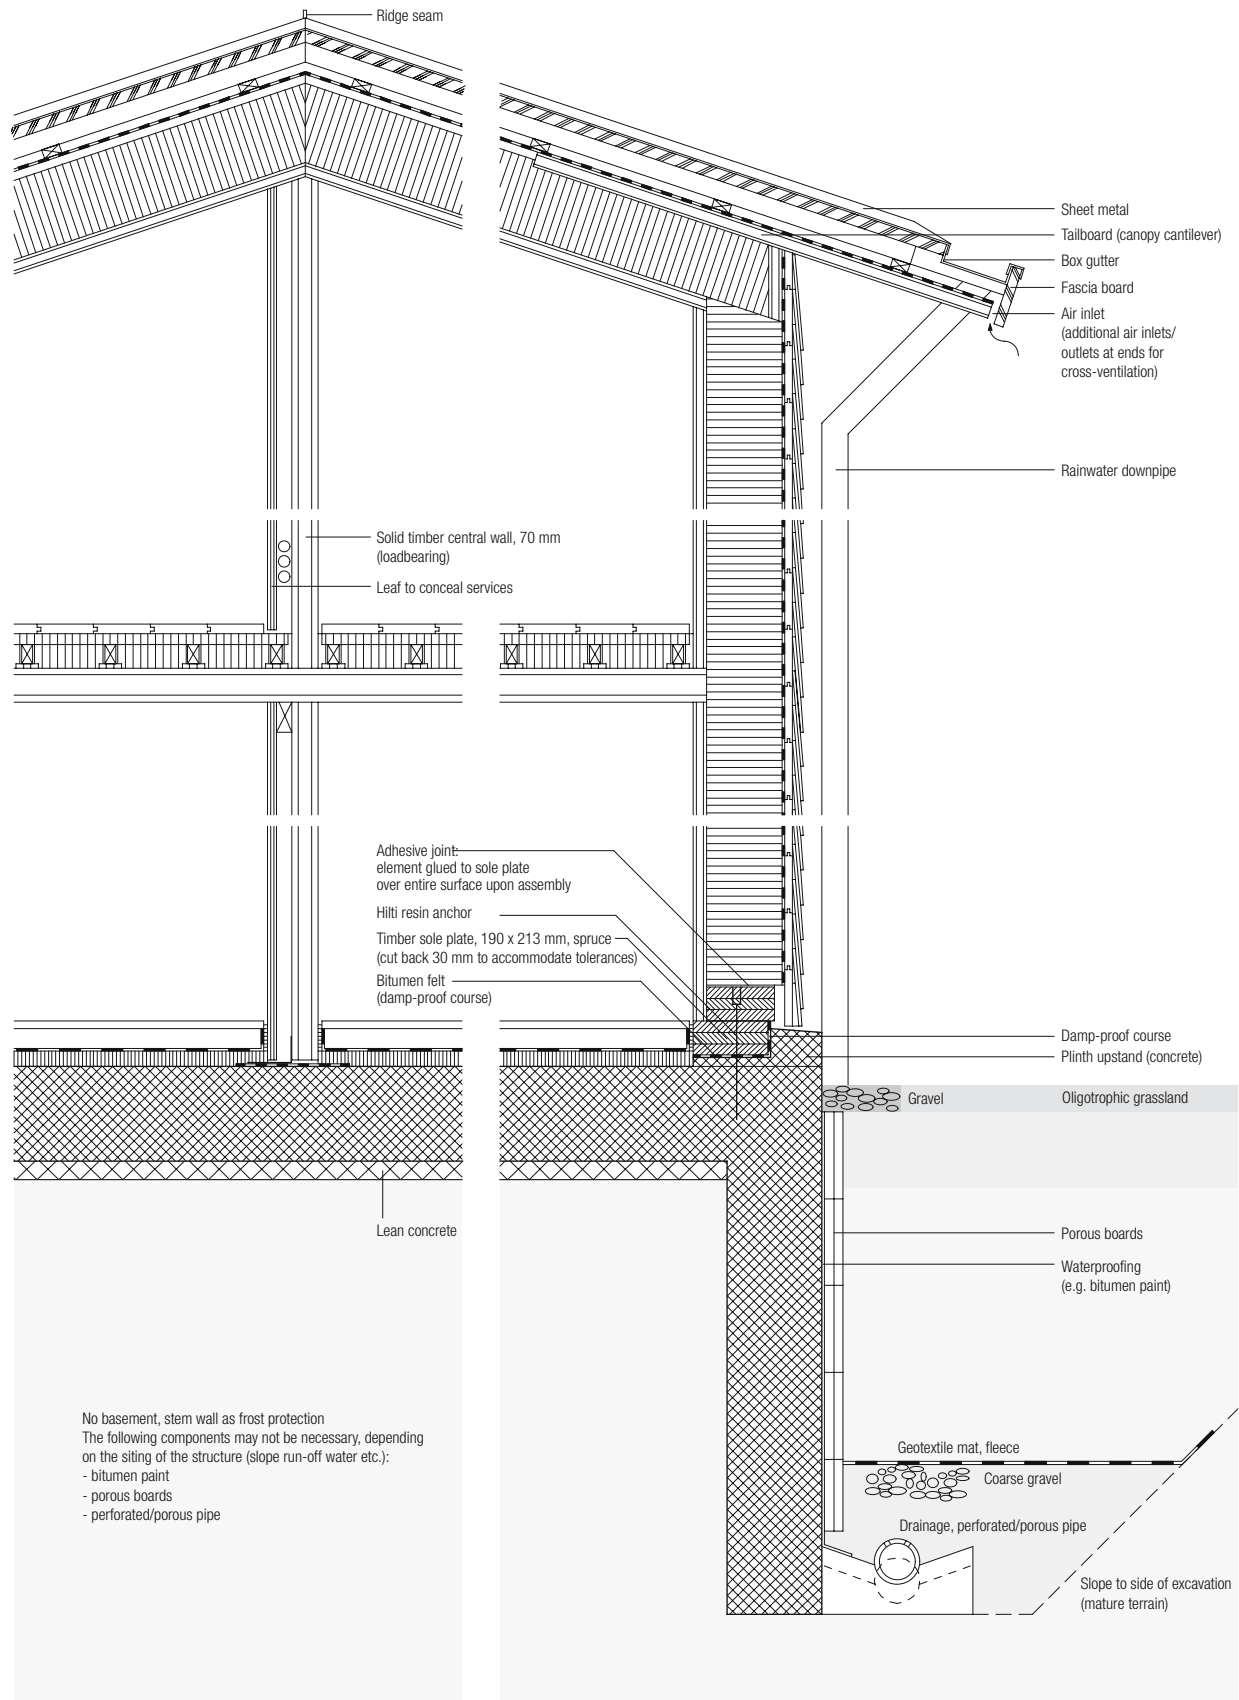 Ridge seam
Sheet metal
Tailboard (canopy cantilever)
Box gutter
Fascia board
Air inlet
(additional air inlets/
outlets at ends for
cross-ventilation)
Rainwater downpipe
Solid timber central wall, 70 mm
(loadbearing)
Leaf to conceal services
Adhesive joint:
element glued to sole plate
over entire surface upon assembly
Hilti resin anchor
Timber sole plate, 190 x 213 mm, spruce
(cut back 30 mm to accommodate tolerances)
Bitumen felt
(damp-proof course)
Damp-proof course
Plinth upstand (concrete)
Gravel
Oligotrophic grassland
Lean concrete
Porous boards
Waterproofing
(e.g. bitumen paint)
No basement, stem wall as frost protection
The following components may not be necessary, depending
on the siting of the structure (slope run-off water etc.):
- bitumen paint
- porous boards
- perforated/porous pipe
Geotextile mat, fleece
Coarse gravel
Drainage, perforated/porous pipe
Slope to side of excavation
(mature terrain)